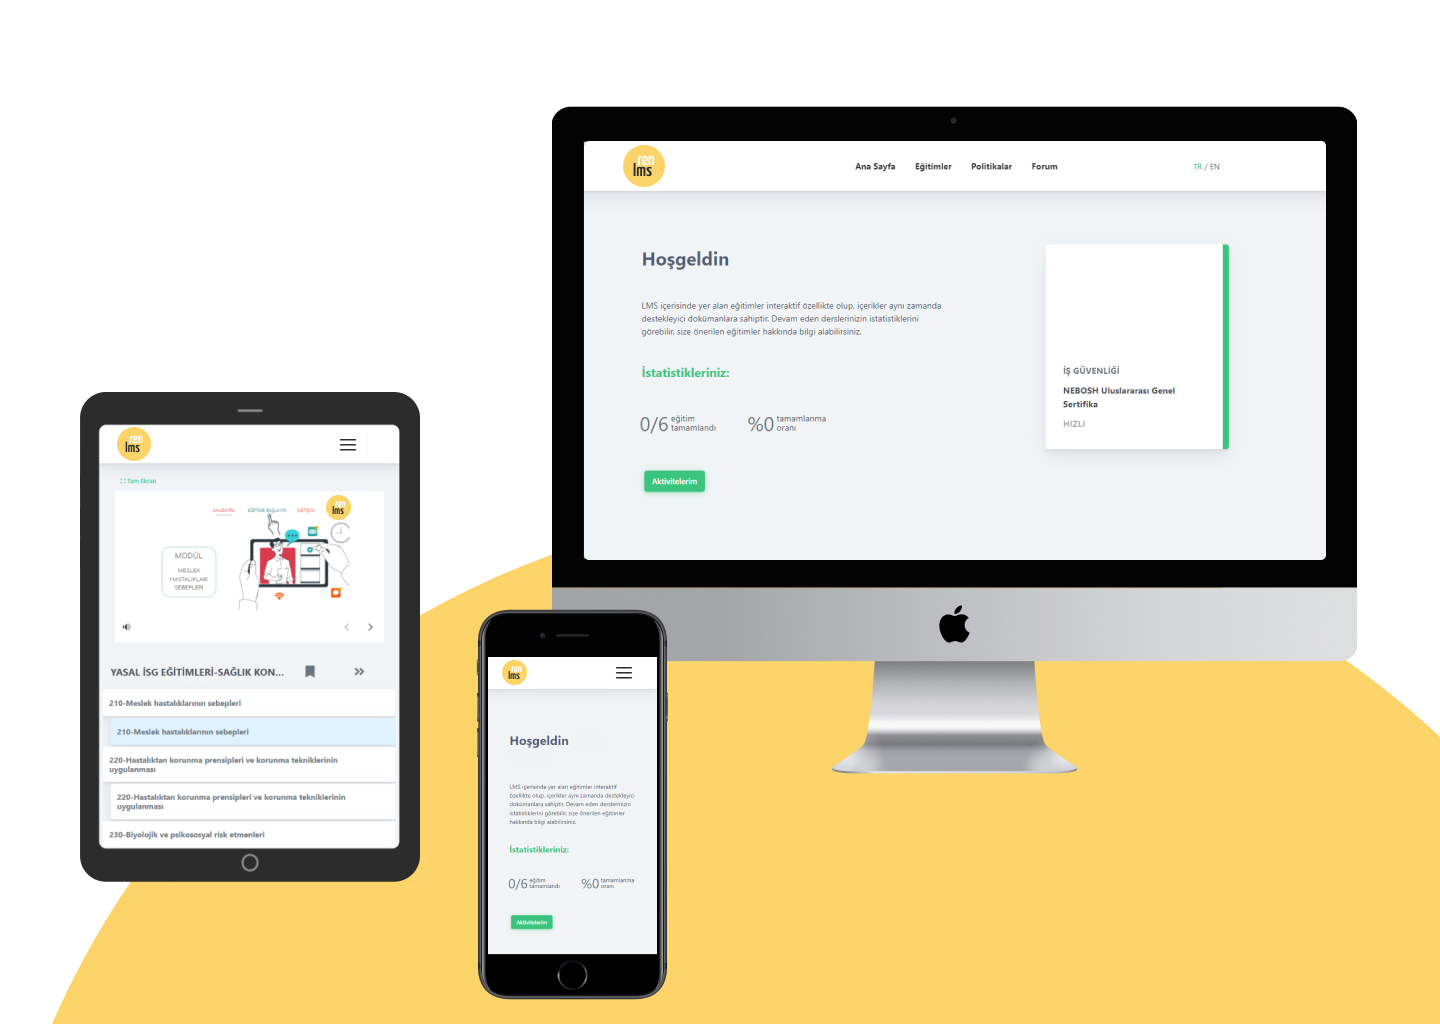 ren
lms
Ana Sayfa
Eğitimler
Politikalar
Forum
TR / EN
Hoşgeldin
LMS içerisinde yer alan eğitimler interaktif özellikte olup, içerikler aynı zamanda
destekleyici dokümanlara sahiptir. Devam eden derslerinizin istatistiklerini
görebilir, size önerilen eğitimler hakkında bilgi alabilirsiniz.
İstatistikleriniz:
0/6 eğitim
tamamlandı
%0 tamamlanma
oranı
Aktivitelerim
İŞ GÜVENLİĞİ
NEBOSH Uluslararası Genel
Sertifika
HIZLI
ren
lms
Tam Ekran
ANASAYFA
EĞİTİME BAŞLAYIN
İLETİŞİM
ren
lms
MODÜL
MESLEK
HASTALIKLARI
SEBEPLERİ
YASAL İSG EĞİTİMLERİ-SAĞLIK KON...
210-Meslek hastalıklarının sebepleri
210-Meslek hastalıklarının sebepleri
220-Hastalıktan korunma prensipleri ve korunma tekniklerinin
uygulanması
220-Hastalıktan korunma prensipleri ve korunma tekniklerinin
uygulanması
230-Biyolojik ve psikososyal risk etmenleri
ren
lms
Hoşgeldin
LMS içerisinde yer alan eğitimler interaktif
özellikte olup, içerikler aynı zamanda destekleyici
dokümanlara sahiptir. Devam eden derslerinizin
istatistiklerini görebilir, size önerilen eğitimler
hakkında bilgi alabilirsiniz.
İstatistikleriniz:
0/6 eğitim
tamamlandı
%0 tamamlanma
oranı
Aktivitelerim